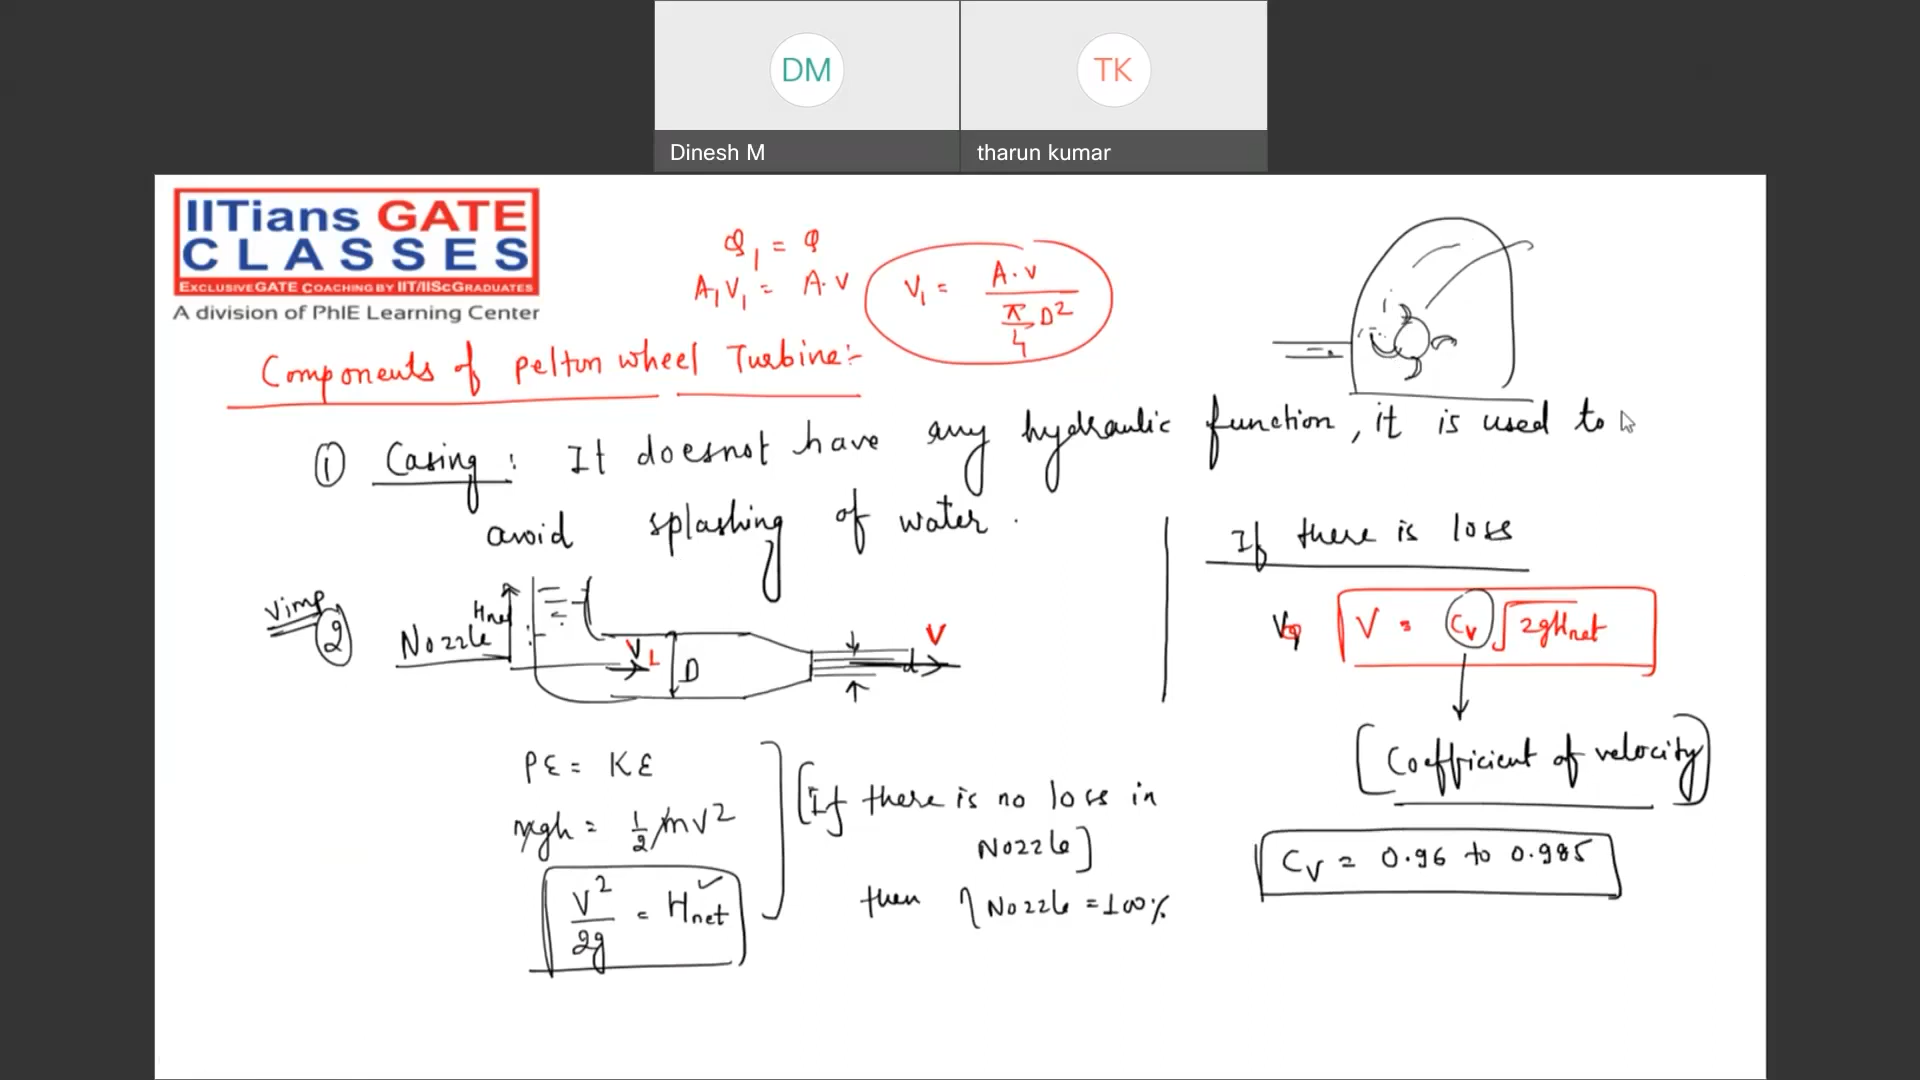 DM
TK
Dinesh M
tharun kumar
IITians GATE
CLASSES
EXCLUSIVE GATE COACHING BY IIT/IISc GRADUATES
A division of PhIE Learning Center
Q₁ = Q
A₁V₁ = A.V
V₁ = A.V / π/4 D²
Components of pelton wheel Turbine:-
① Casing : It doesnot have any hydraulic function, it is used to
avoid splashing of water.
Vimp
② Nozzle
Hnet
V₁
D
d
V
PE = KE
mgh = 1/2 mv²
V²/2g = Hnet
[If there is no loss in
Nozzle]
then η Nozzle = 100%
If there is loss
V = Cv √2gHnet
[Coefficient of velocity]
Cv = 0.96 to 0.985